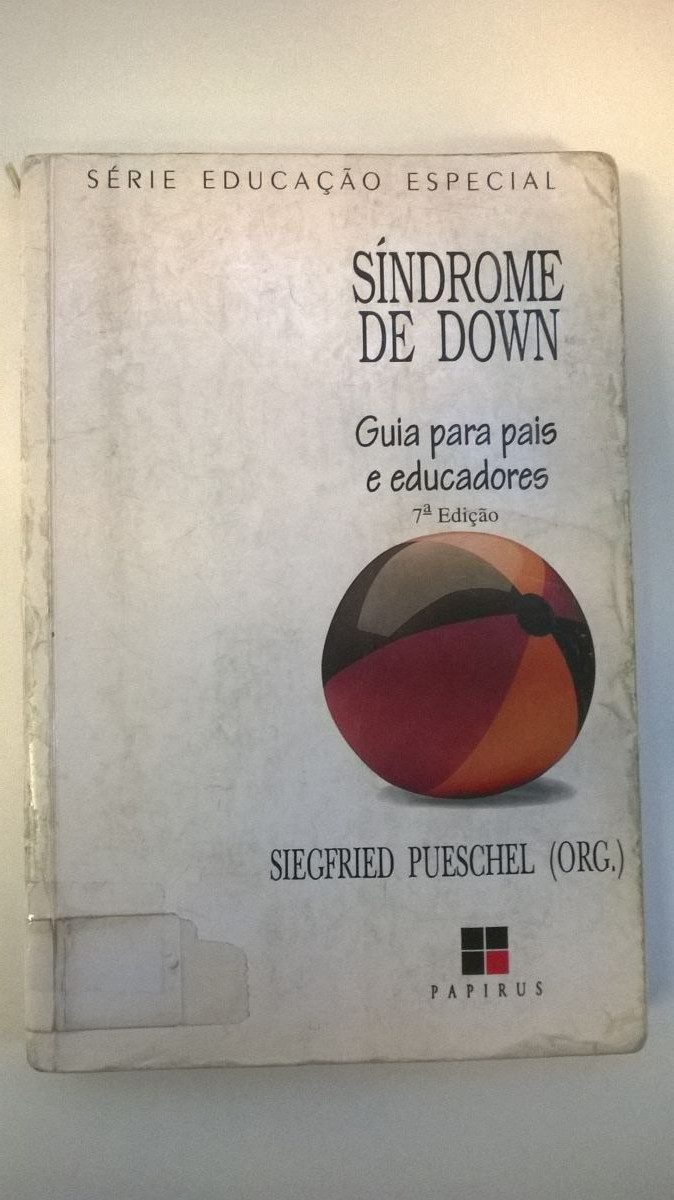 SÉRIE EDUCAÇÃO ESPECIAL
SÍNDROME
DE DOWN
Guia para pais
e educadores
7ª Edição
SIEGFRIED PUESCHEL (ORG.)
PAPIRUS